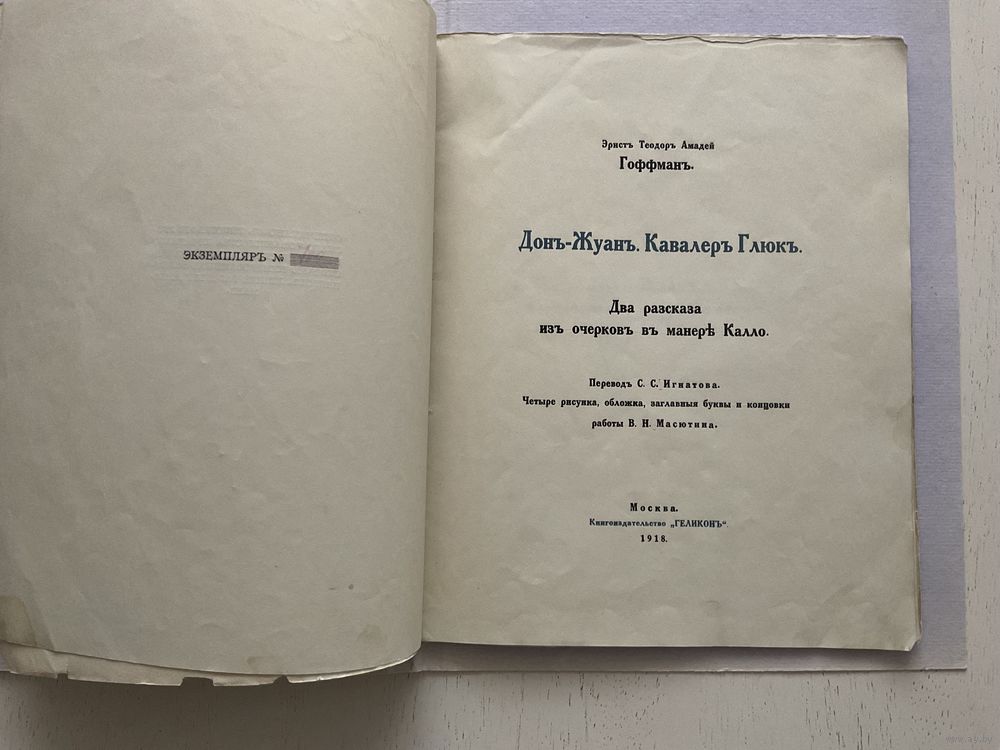 ЭКЗЕМПЛЯРЪ №
Эрнстъ Теодоръ Амадей
Гоффманъ.
Донъ-Жуанъ. Кавалеръ Глюкъ.
Два разсказа
изъ очерковъ въ манерѣ Калло.
Переводъ С. С. Игнатова.
Четыре рисунка, обложка, заглавныя буквы и концовки
работы В. Н. Масютина.
Москва.
Книгоиздательство „ГЕЛИКОНЪ“.
1918.